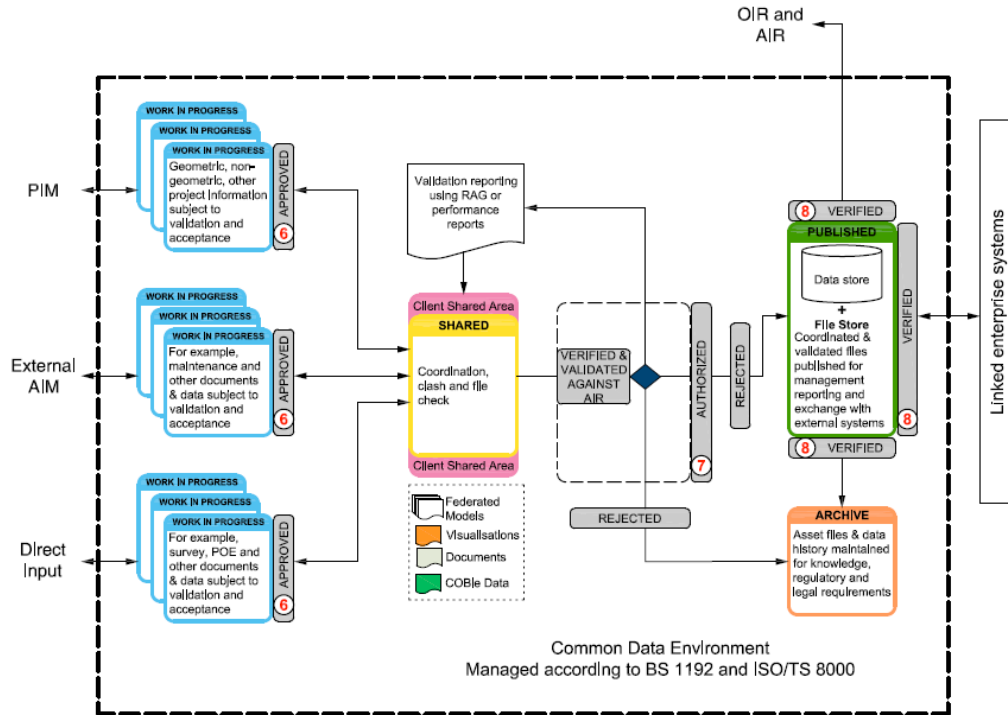 OIR and
AIR
WORK IN PROGRESS
WORK IN PROGRESS
WORK IN PROGRESS
Geometric, non-
geometric, other
project information
subject to
validation and
acceptance
APPROVED
6
PIM
WORK IN PROGRESS
WORK IN PROGRESS
WORK IN PROGRESS
For example,
maintenance and
other documents
& data subject to
validation and
acceptance
APPROVED
6
External
AIM
WORK IN PROGRESS
WORK IN PROGRESS
WORK IN PROGRESS
For example,
survey, POE and
other documents
& data subject to
validation and
acceptance
APPROVED
6
Direct
Input
Validation reporting
using RAG or
performance
reports
Client Shared Area
SHARED
Coordination,
clash and file
check
Client Shared Area
Federated
Models
Visualisations
Documents
COBie Data
VERIFIED &
VALIDATED
AGAINST
AIR
AUTHORIZED
7
REJECTED
REJECTED
8 VERIFIED
PUBLISHED
Data store
+
File Store
Coordinated &
validated files
published for
management
reporting and
exchange with
external systems
VERIFIED
8
8 VERIFIED
ARCHIVE
Asset files & data
history maintained
for knowledge,
regulatory and
legal requirements
Linked enterprise systems
Common Data Environment
Managed according to BS 1192 and ISO/TS 8000